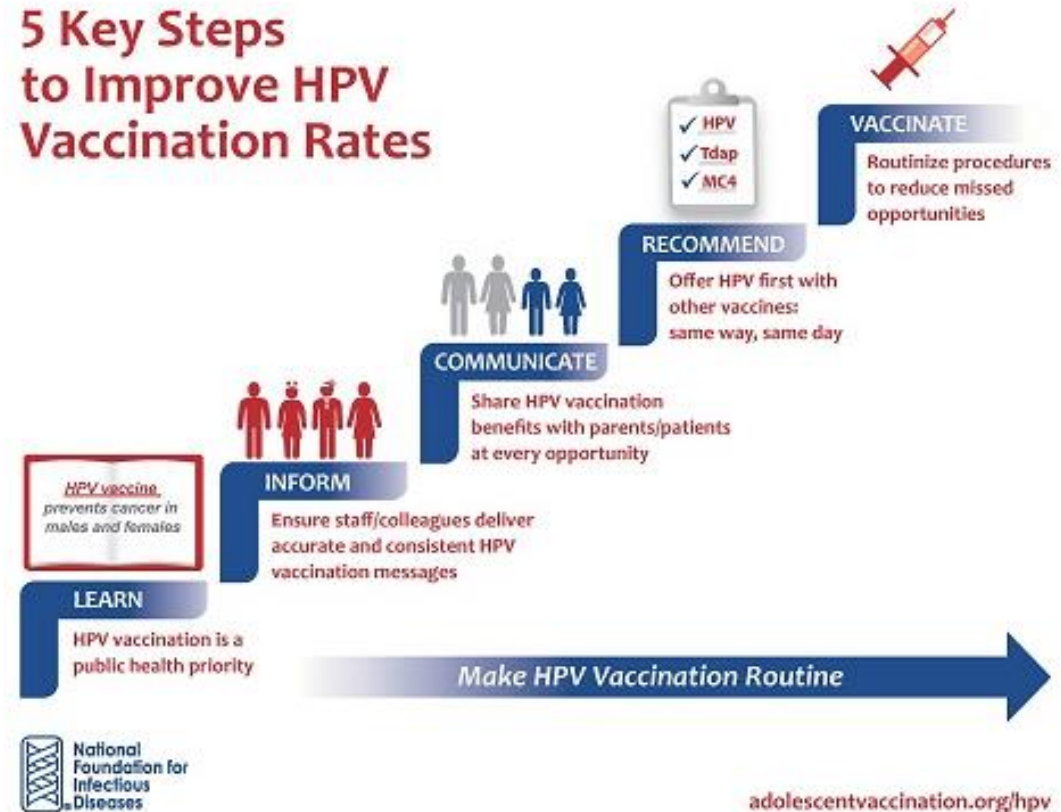 5 Key Steps
to Improve HPV
Vaccination Rates
HPV vaccine
prevents cancer in
males and females
LEARN
HPV vaccination is a
public health priority
INFORM
Ensure staff/colleagues deliver
accurate and consistent HPV
vaccination messages
COMMUNICATE
Share HPV vaccination
benefits with parents/patients
at every opportunity
✓ HPV
✓ Tdap
✓ MC4
RECOMMEND
Offer HPV first with
other vaccines:
same way, same day
VACCINATE
Routinize procedures
to reduce missed
opportunities
Make HPV Vaccination Routine
National
Foundation for
Infectious
Diseases
adolescentvaccination.org/hpv